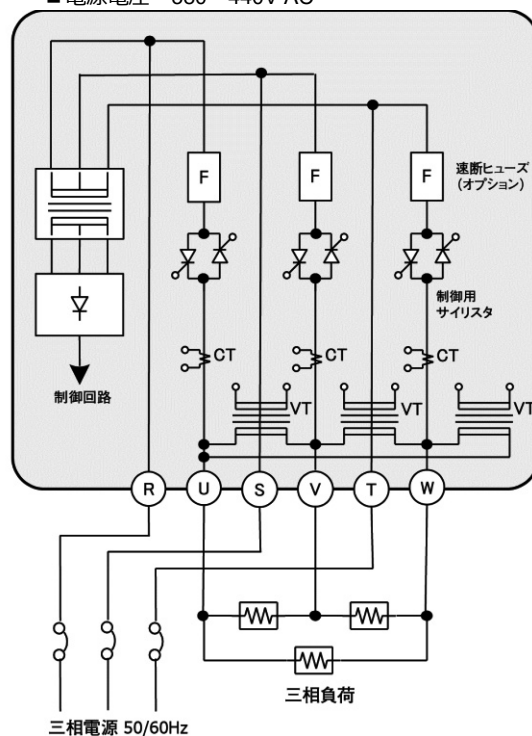 ■ 電源電圧 380~440V AC
F
F
F
速断ヒューズ
(オプション)
制御用
サイリスタ
CT
CT
CT
制御回路
VT
VT
VT
R
U
S
V
T
W
三相負荷
三相電源 50/60Hz